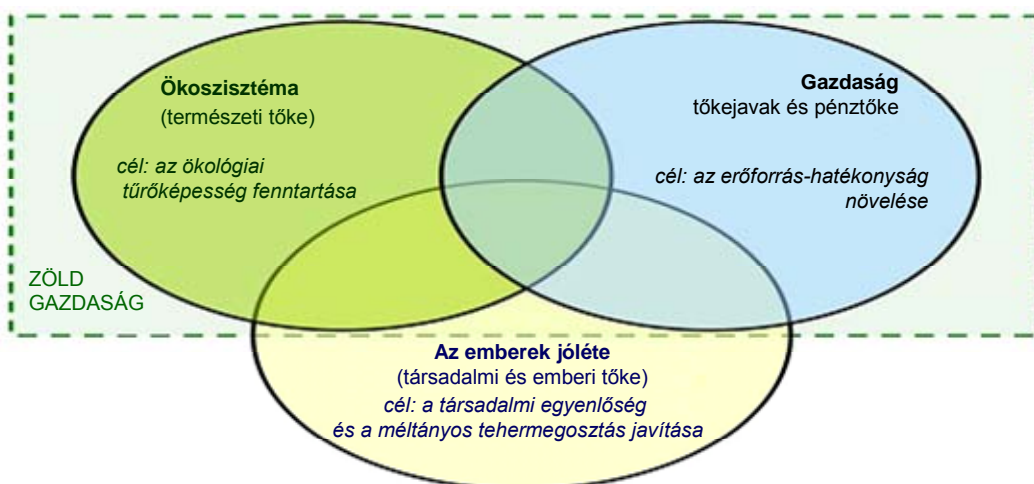 Ökoszisztéma
(természeti tőke)
cél: az ökológiai
tűrőképesség fenntartása
Gazdaság
tőkejavak és pénztőke
cél: az erőforrás-hatékonyság
növelése
ZÖLD
GAZDASÁG
Az emberek jóléte
(társadalmi és emberi tőke)
cél: a társadalmi egyenlőség
és a méltányos tehermegosztás javítása